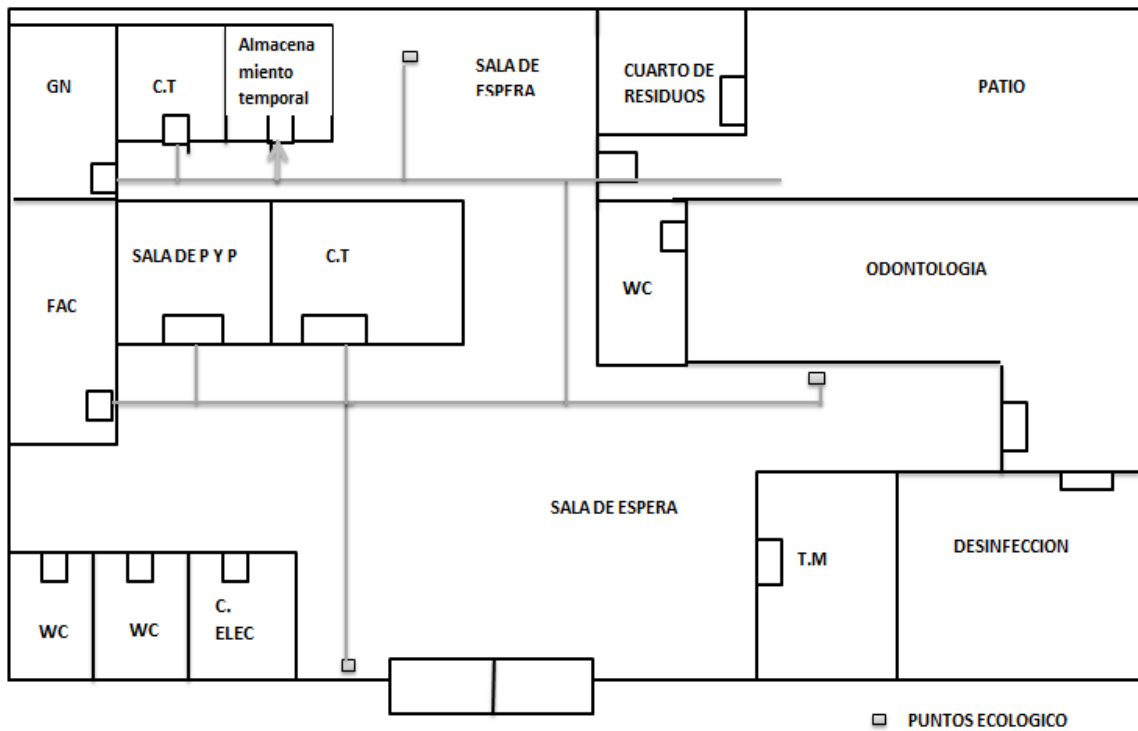 GN
C.T
Almacena
miento
temporal
SALA DE
ESPERA
CUARTO DE
RESIDUOS
PATIO
SALA DE P Y P
C.T
FAC
WC
ODONTOLOGIA
SALA DE ESPERA
T.M
DESINFECCION
WC
WC
C.
ELEC
PUNTOS ECOLOGICO